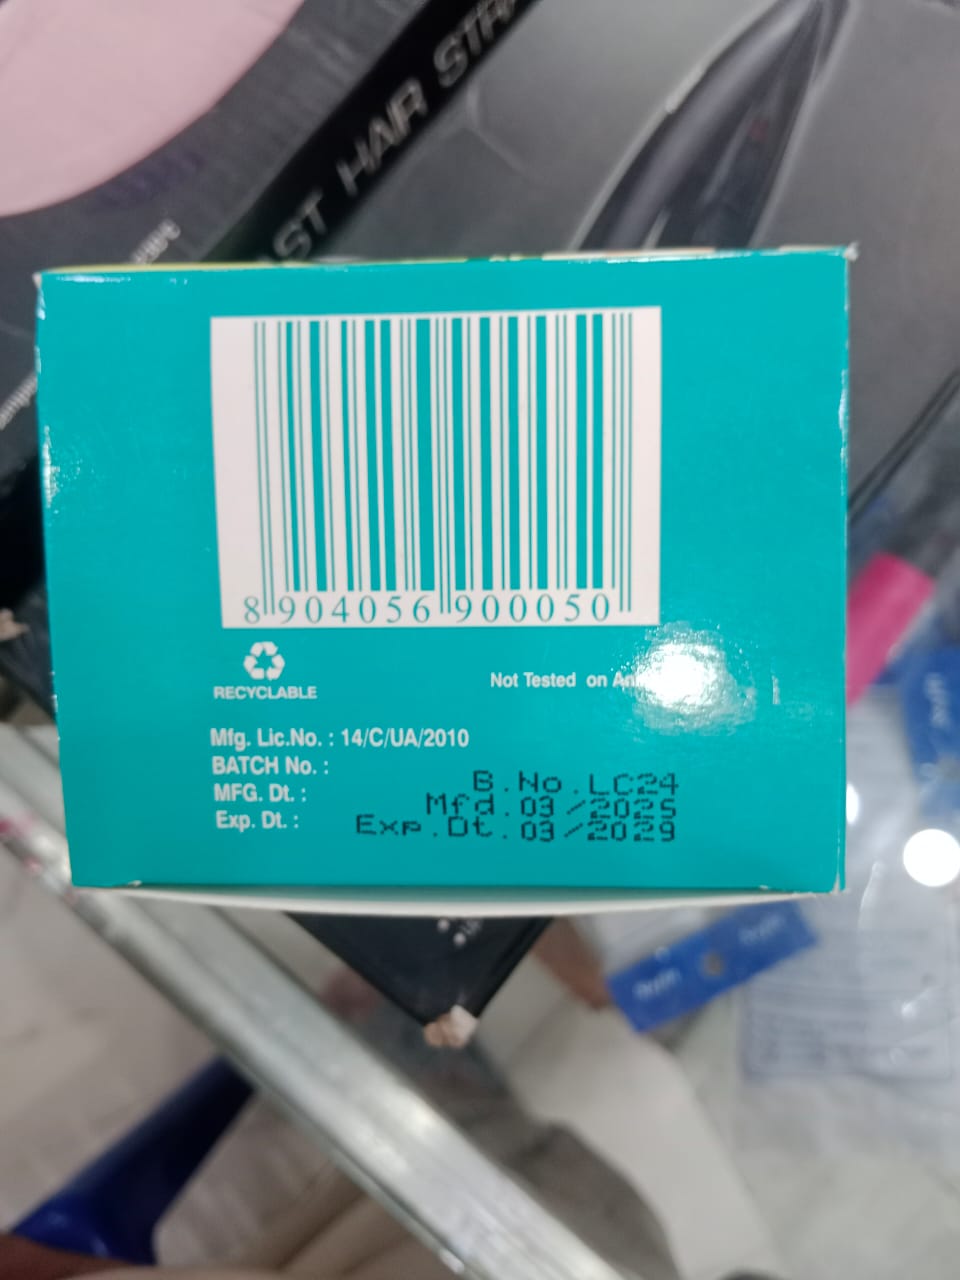 ST HAIR STR
8 904056 900050
RECYCLABLE
Not Tested on
Mfg. Lic.No. : 14/C/UA/2010
BATCH No. :
MFG. Dt. :
Exp. Dt. :
B.No.LC24
Mfd.03/2025
Exp.Dt.03/2029